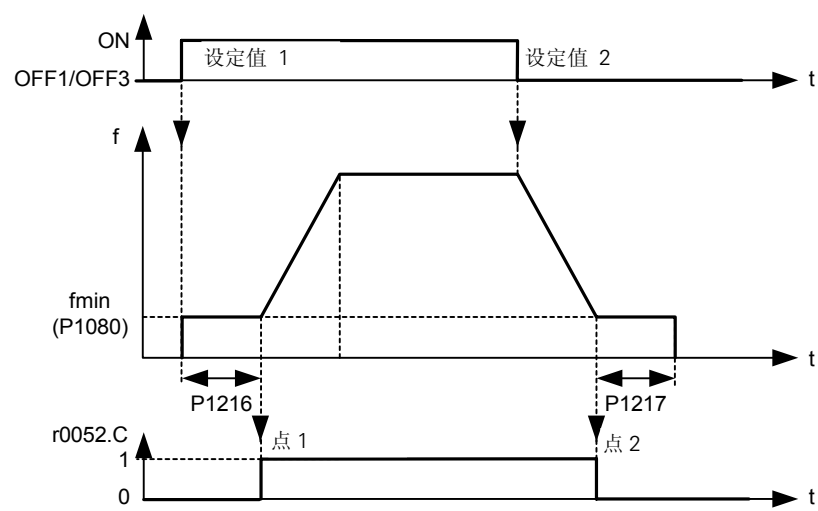 ON
设定值 1
设定值 2
OFF1/OFF3
t
f
fmin
(P1080)
t
P1216
P1217
r0052.C
点 1
点 2
1
0
t